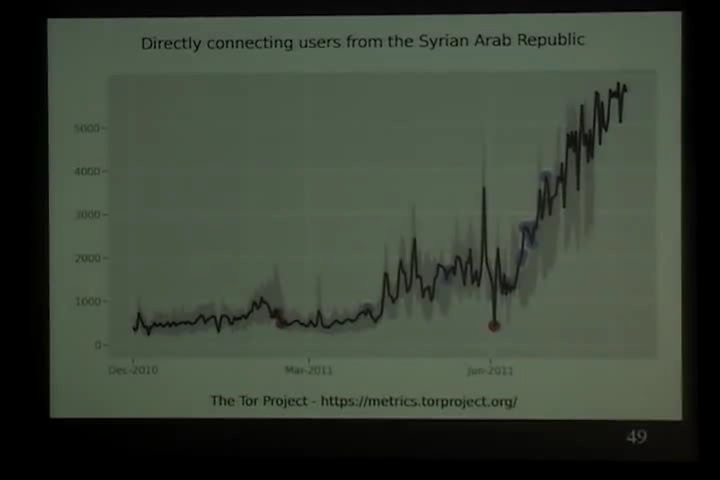 Directly connecting users from the Syrian Arab Republic
5000
4000
3000
2000
1000
0
Dec-2010
Mar-2011
Jun-2011
The Tor Project - https://metrics.torproject.org/
49